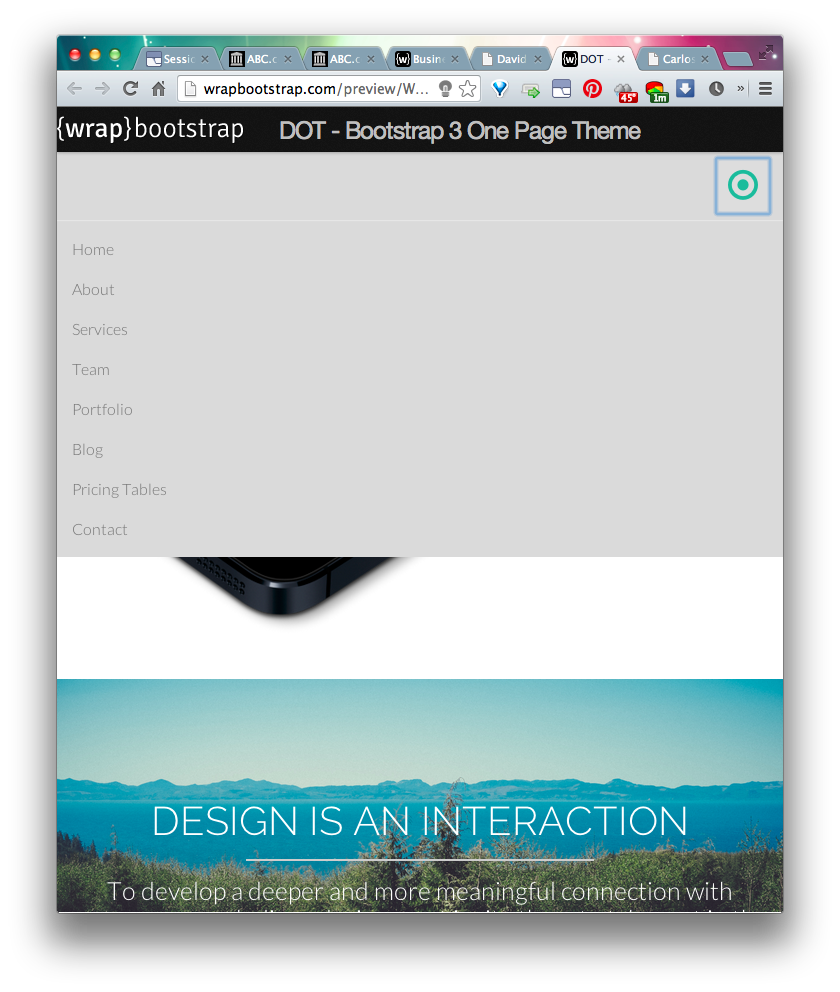 Sessic
ABC.c
ABC.c
Busin
David
DOT -
Carlos
wrapbootstrap.com/preview/W...
45°
1m
»
{wrap}bootstrap
DOT - Bootstrap 3 One Page Theme
Home
About
Services
Team
Portfolio
Blog
Pricing Tables
Contact
DESIGN IS AN INTERACTION
To develop a deeper and more meaningful connection with